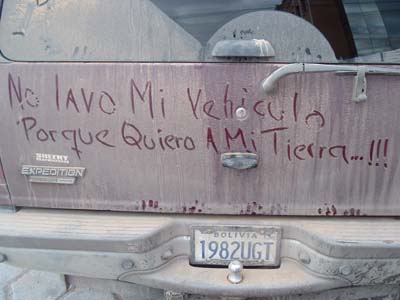 No lavo Mi Vehiculo
Porque Quiero A Mi Tierra...!!!
EXPEDITION
BOLIVIA
1982UGT